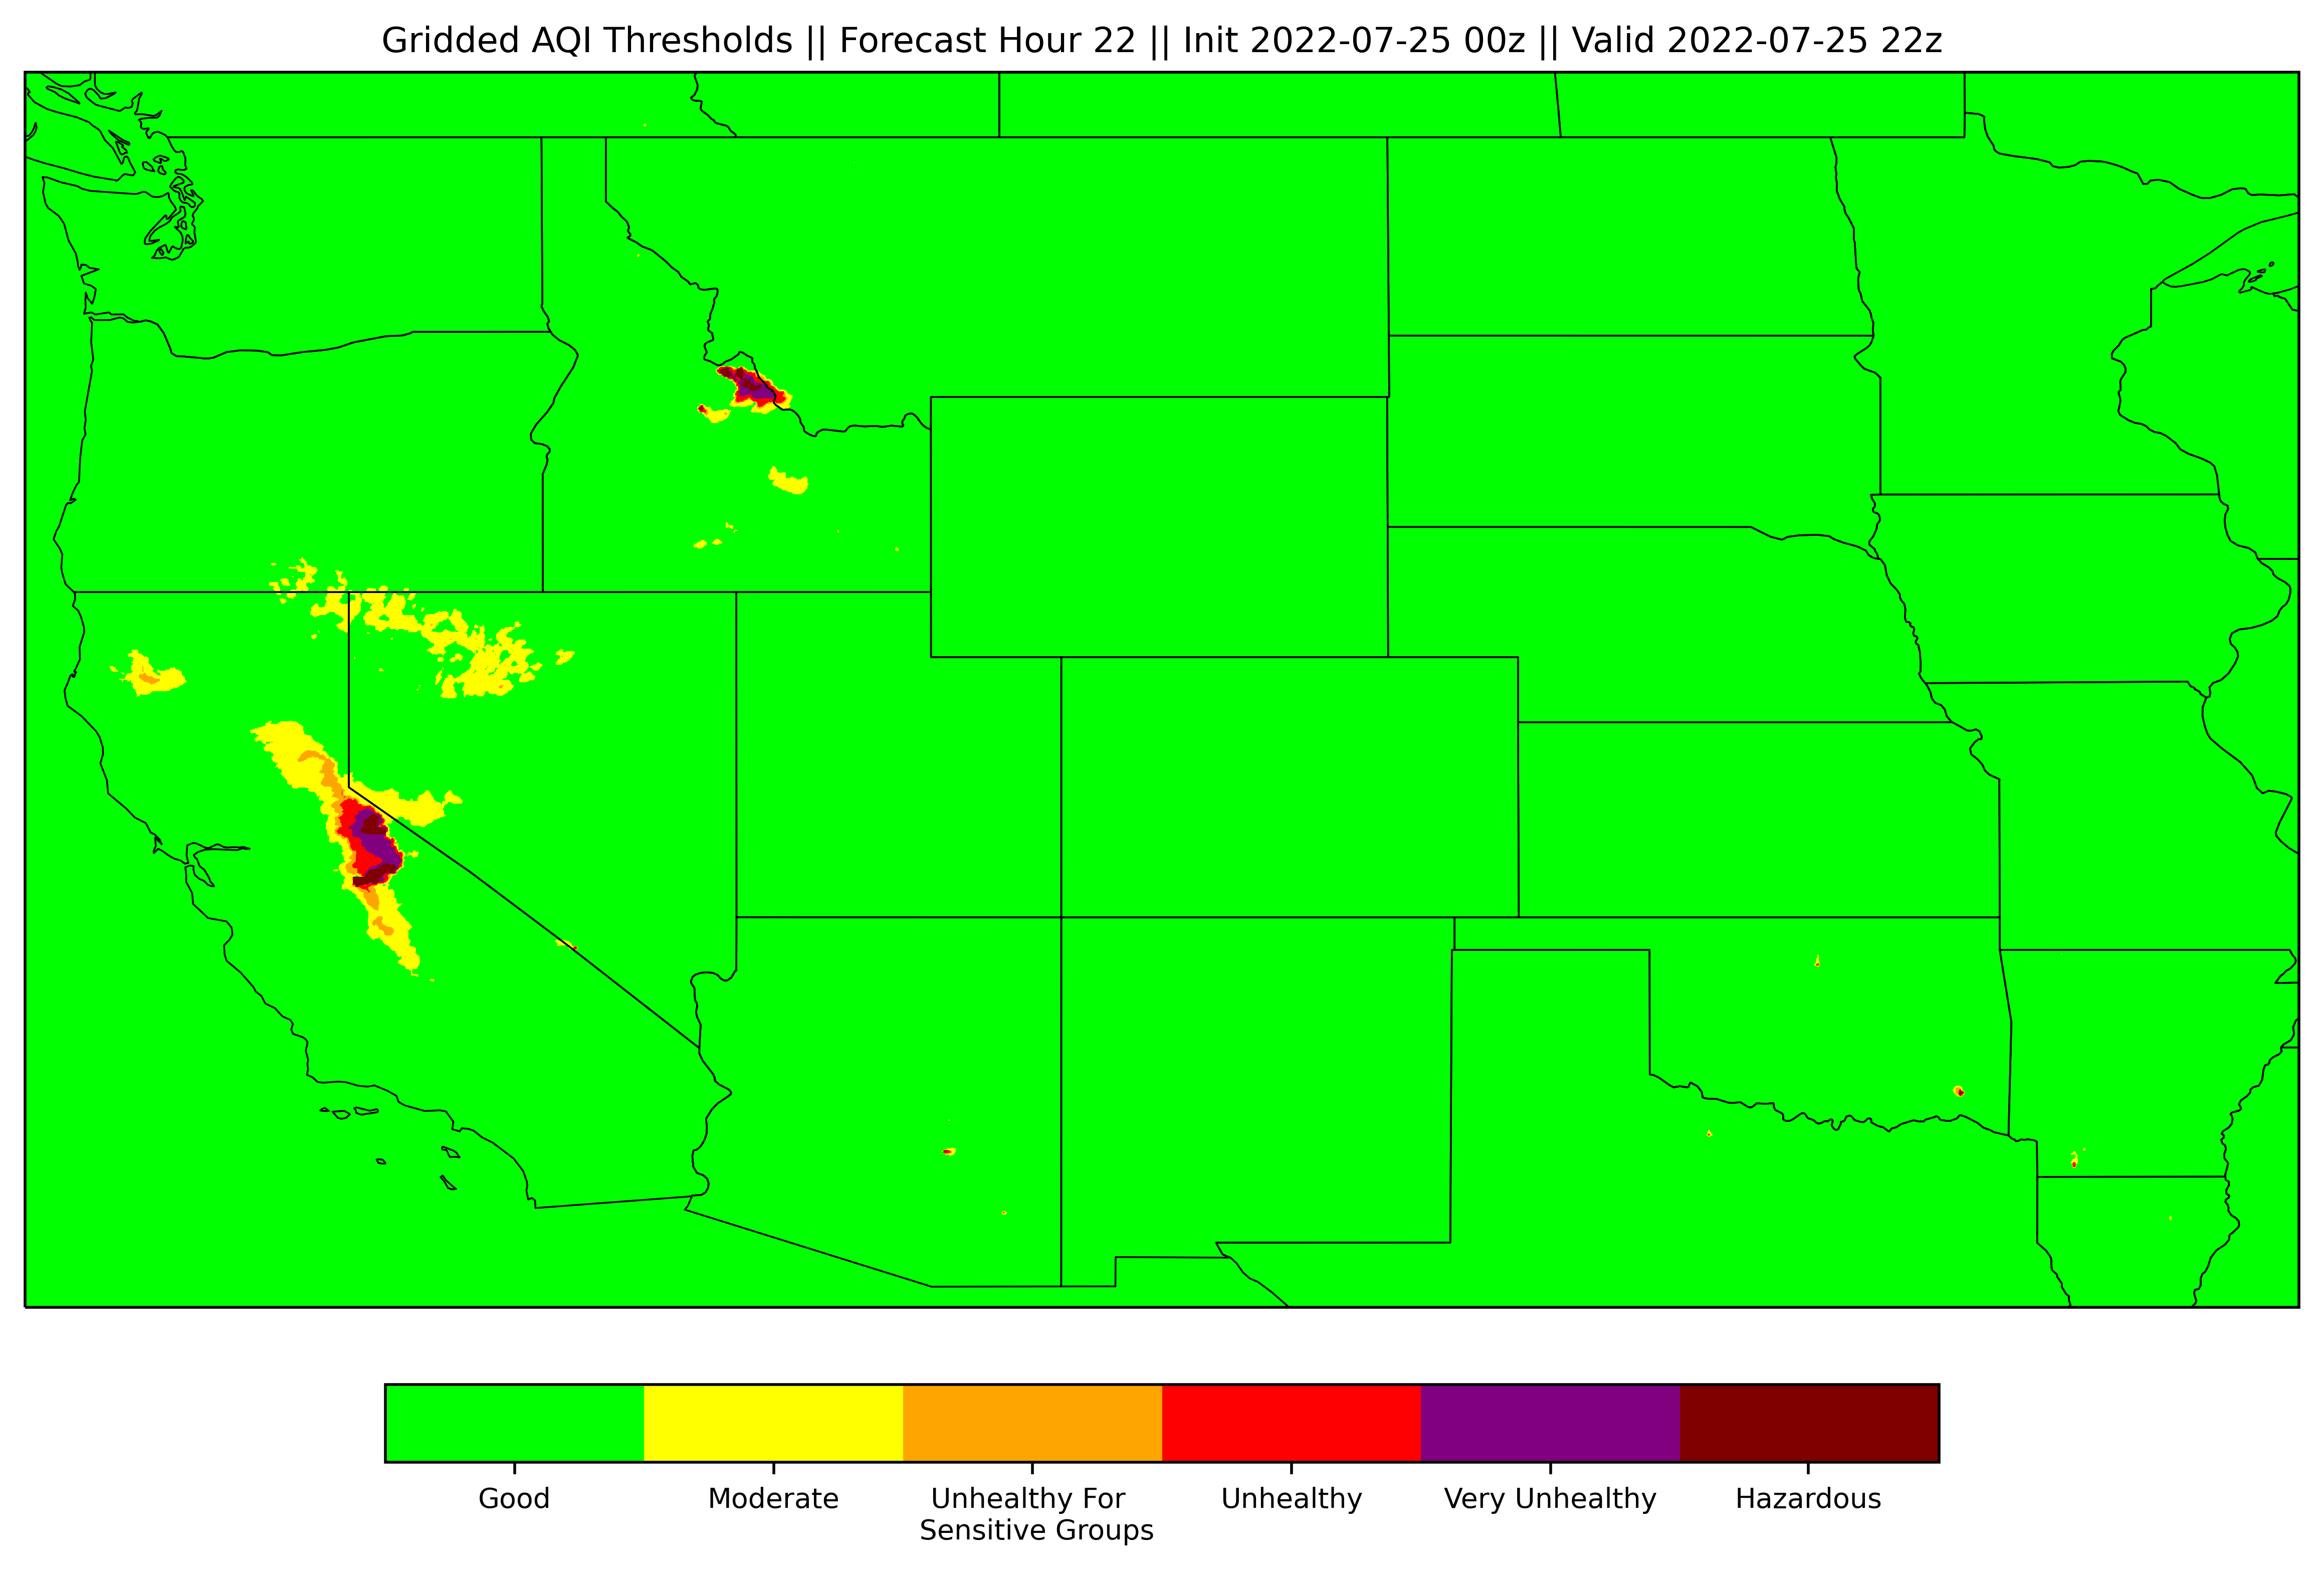 Gridded AQI Thresholds || Forecast Hour 22 || Init 2022-07-25 00z || Valid 2022-07-25 22z
Good
Moderate
Unhealthy For
Sensitive Groups
Unhealthy
Very Unhealthy
Hazardous